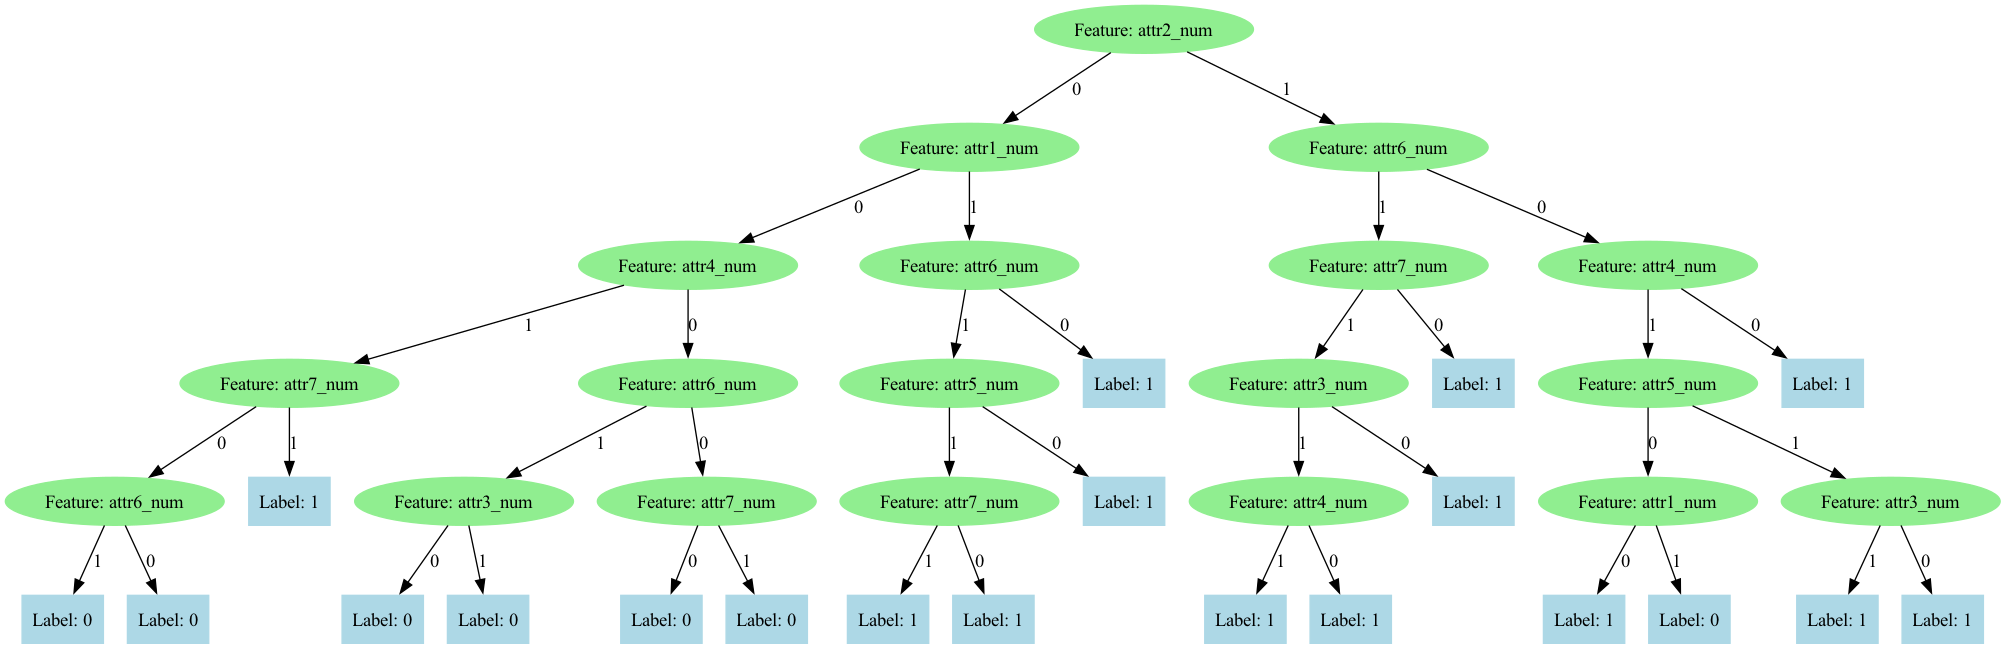 Feature: attr2_num
0
1
Feature: attr1_num
Feature: attr6_num
0
1
1
0
Feature: attr4_num
Feature: attr6_num
Feature: attr7_num
Feature: attr4_num
1
0
1
0
1
0
1
0
Feature: attr7_num
Feature: attr6_num
Feature: attr5_num
Label: 1
Feature: attr3_num
Label: 1
Feature: attr5_num
Label: 1
0
1
1
0
1
0
1
0
0
1
Feature: attr6_num
Label: 1
Feature: attr3_num
Feature: attr7_num
Feature: attr7_num
Label: 1
Feature: attr4_num
Label: 1
Feature: attr1_num
Feature: attr3_num
1
0
0
1
0
1
1
0
1
0
0
1
1
0
Label: 0
Label: 0
Label: 0
Label: 0
Label: 0
Label: 0
Label: 1
Label: 1
Label: 1
Label: 1
Label: 1
Label: 0
Label: 1
Label: 1